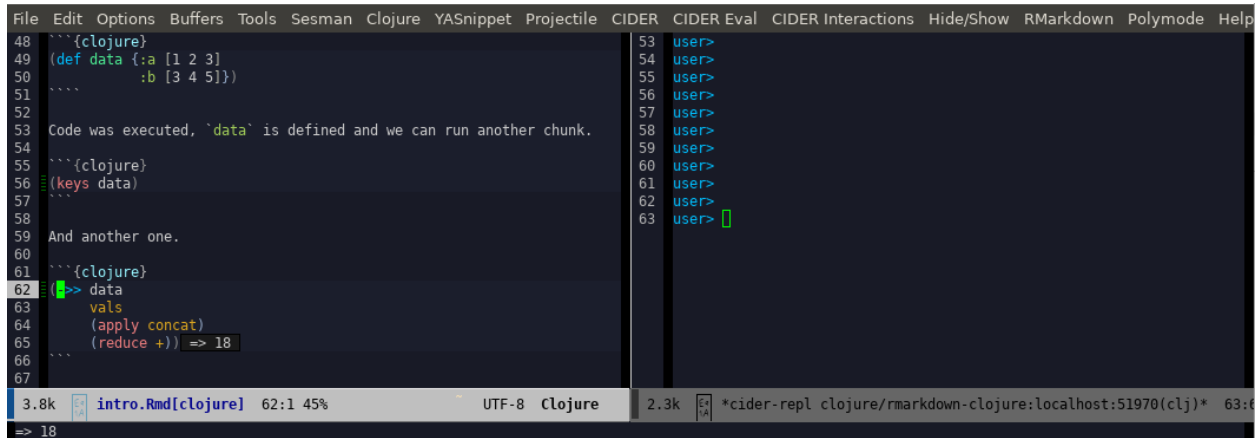 File Edit Options Buffers Tools Sesman Clojure YASnippet Projectile CIDER CIDER Eval CIDER Interactions Hide/Show RMarkdown Polymode Help
48 ```{clojure}
49 (def data {:a [1 2 3]
50            :b [3 4 5]})
51 ````
52
53 Code was executed, `data` is defined and we can run another chunk.
54
55 ```{clojure}
56 (keys data)
57 ```
58
59 And another one.
60
61 ```{clojure}
62 (->> data
63      vals
64      (apply concat)
65      (reduce +)) => 18
66 ```
67
3.8k intro.Rmd[clojure] 62:1 45% UTF-8 Clojure
53 user>
54 user>
55 user>
56 user>
57 user>
58 user>
59 user>
60 user>
61 user>
62 user>
63 user>
2.3k *cider-repl clojure/rmarkdown-clojure:localhost:51970(clj)* 63:6
=> 18